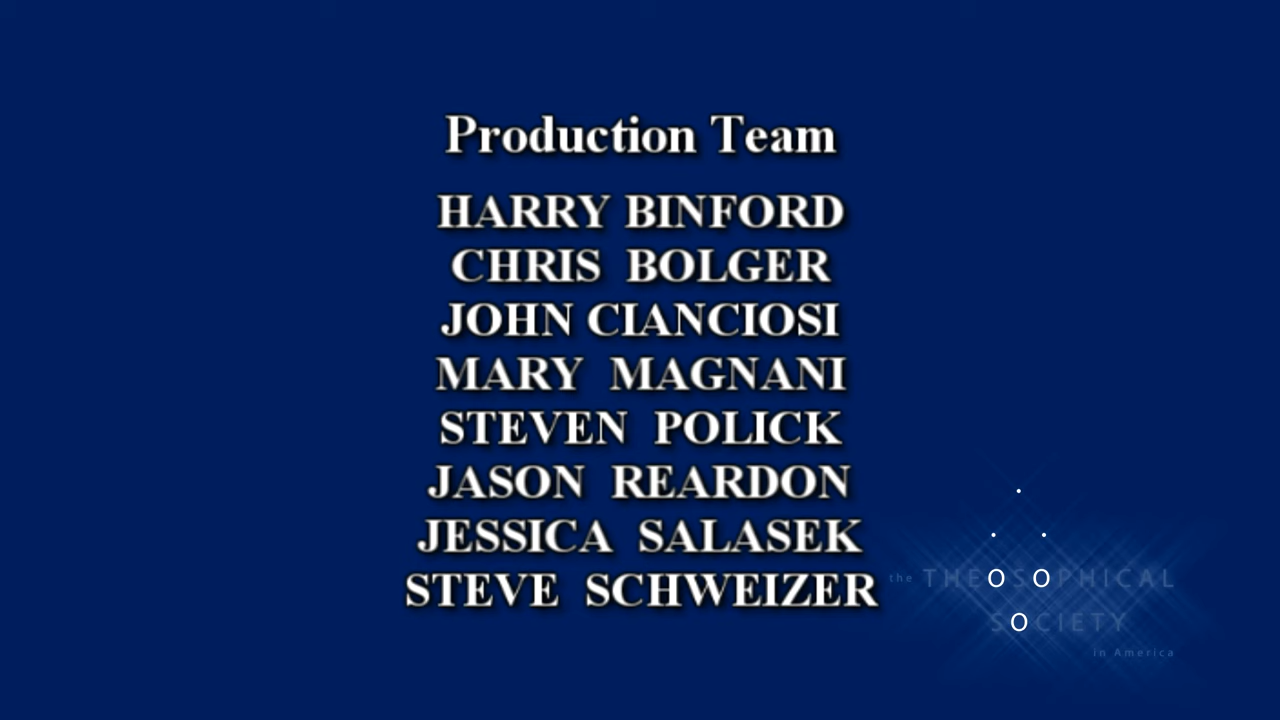 Production Team
HARRY BINFORD
CHRIS BOLGER
JOHN CIANCIOSI
MARY MAGNANI
STEVEN POLICK
JASON REARDON
JESSICA SALASEK
STEVE SCHWEIZER
the THEOSOPHICAL
SOCIETY
in America